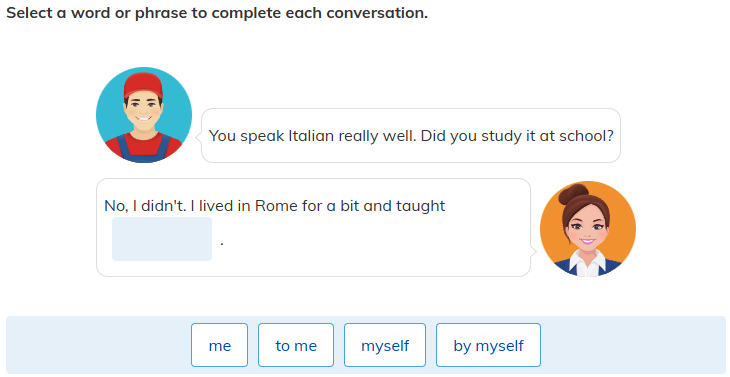 Select a word or phrase to complete each conversation.
You speak Italian really well. Did you study it at school?
No, I didn't. I lived in Rome for a bit and taught
.
me
to me
myself
by myself